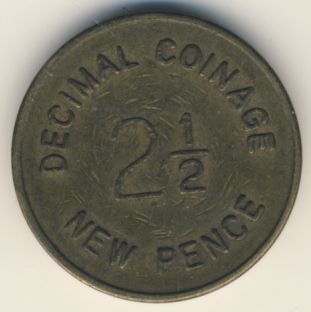 DECIMAL COINAGE
2½
NEW PENCE